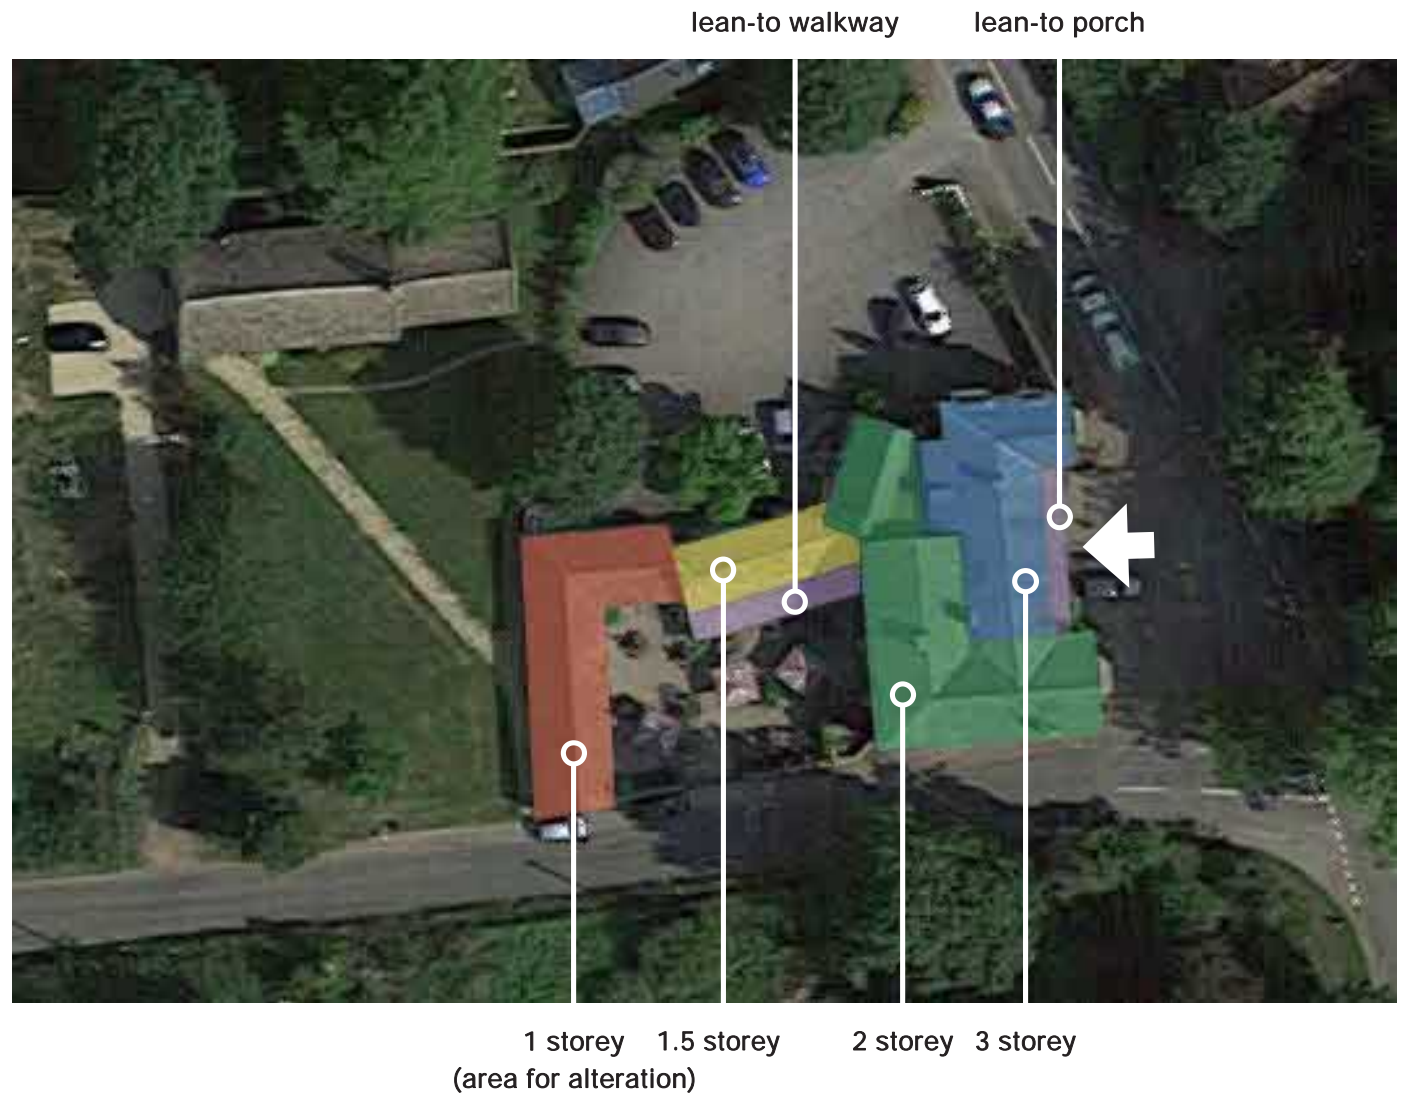 lean-to walkway
lean-to porch
1 storey
(area for alteration)
1.5 storey
2 storey
3 storey